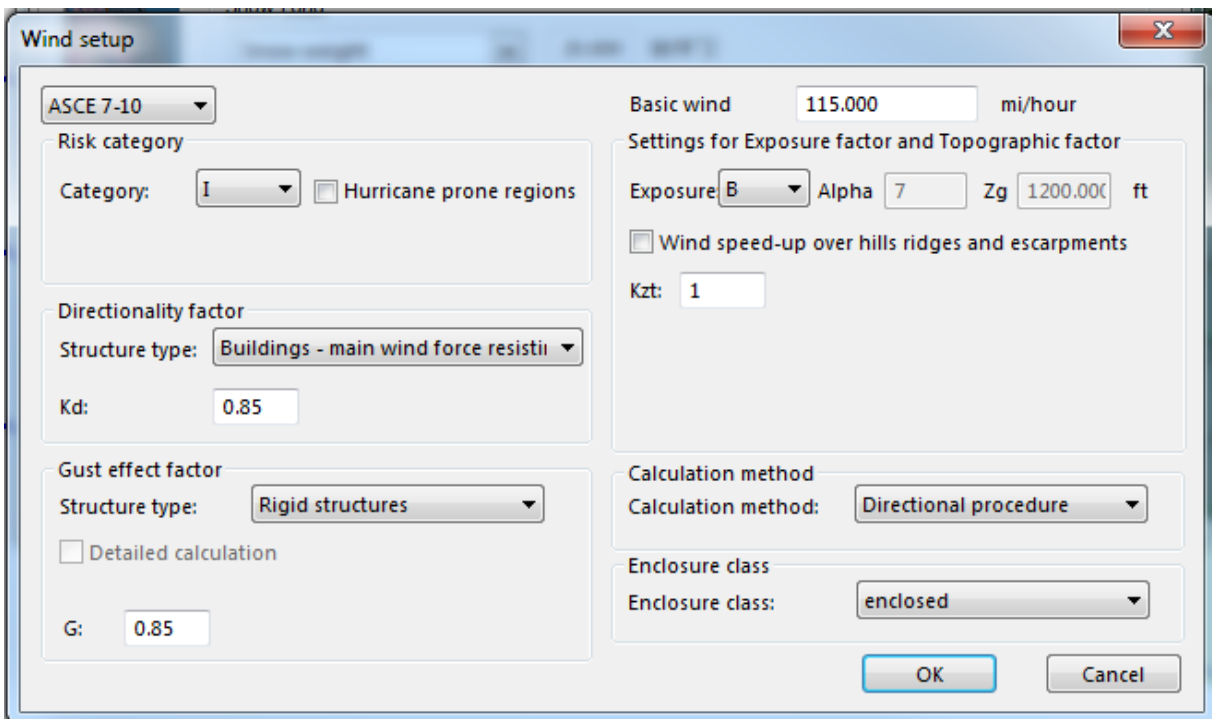 Wind setup
ASCE 7-10
Basic wind 115.000 mi/hour
Risk category
Category: I Hurricane prone regions
Settings for Exposure factor and Topographic factor
Exposure B Alpha 7 Zg 1200.000 ft
Wind speed-up over hills ridges and escarpments
Kzt: 1
Directionality factor
Structure type: Buildings - main wind force resistin
Kd: 0.85
Gust effect factor
Structure type: Rigid structures
Detailed calculation
G: 0.85
Calculation method
Calculation method: Directional procedure
Enclosure class
Enclosure class: enclosed
OK Cancel